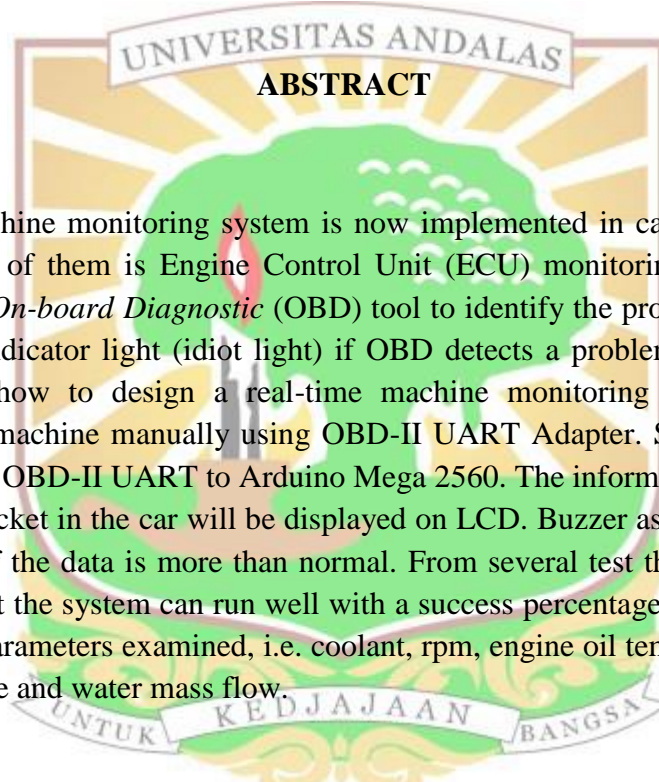 UNIVERSITAS ANDALAS
ABSTRACT
hine monitoring system is now implemented in ca
of them is Engine Control Unit (ECU) monitorin
On-board Diagnostic (OBD) tool to identify the pro
dicator light (idiot light) if OBD detects a problem
how to design a real-time machine monitoring
machine manually using OBD-II UART Adapter. S
OBD-II UART to Arduino Mega 2560. The inform
cket in the car will be displayed on LCD. Buzzer as
f the data is more than normal. From several test th
t the system can run well with a success percentage
arameters examined, i.e. coolant, rpm, engine oil ten
e and water mass flow.
UNTUK KEDJAJAAN BANGSA